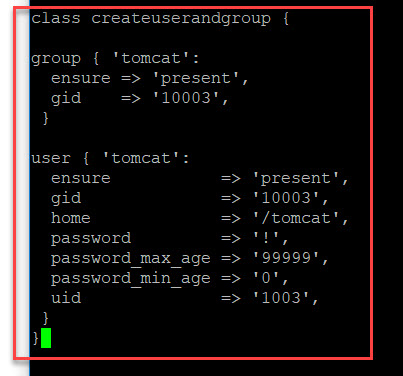 class createuserandgroup {
group { 'tomcat':
ensure => 'present',
gid    => '10003',
}
user { 'tomcat':
ensure           => 'present',
gid              => '10003',
home             => '/tomcat',
password         => '!',
password_max_age => '99999',
password_min_age => '0',
uid              => '1003',
}
}